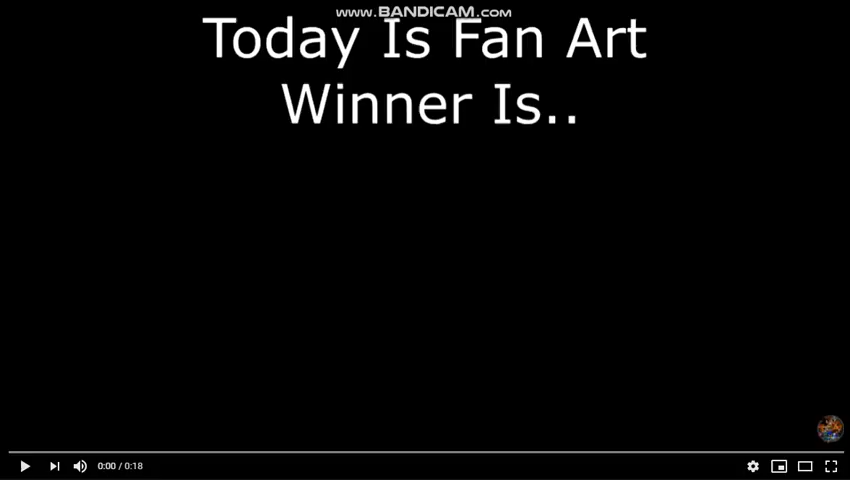 www.BANDICAM.com
Today Is Fan Art
Winner Is..
0:00 / 0:18